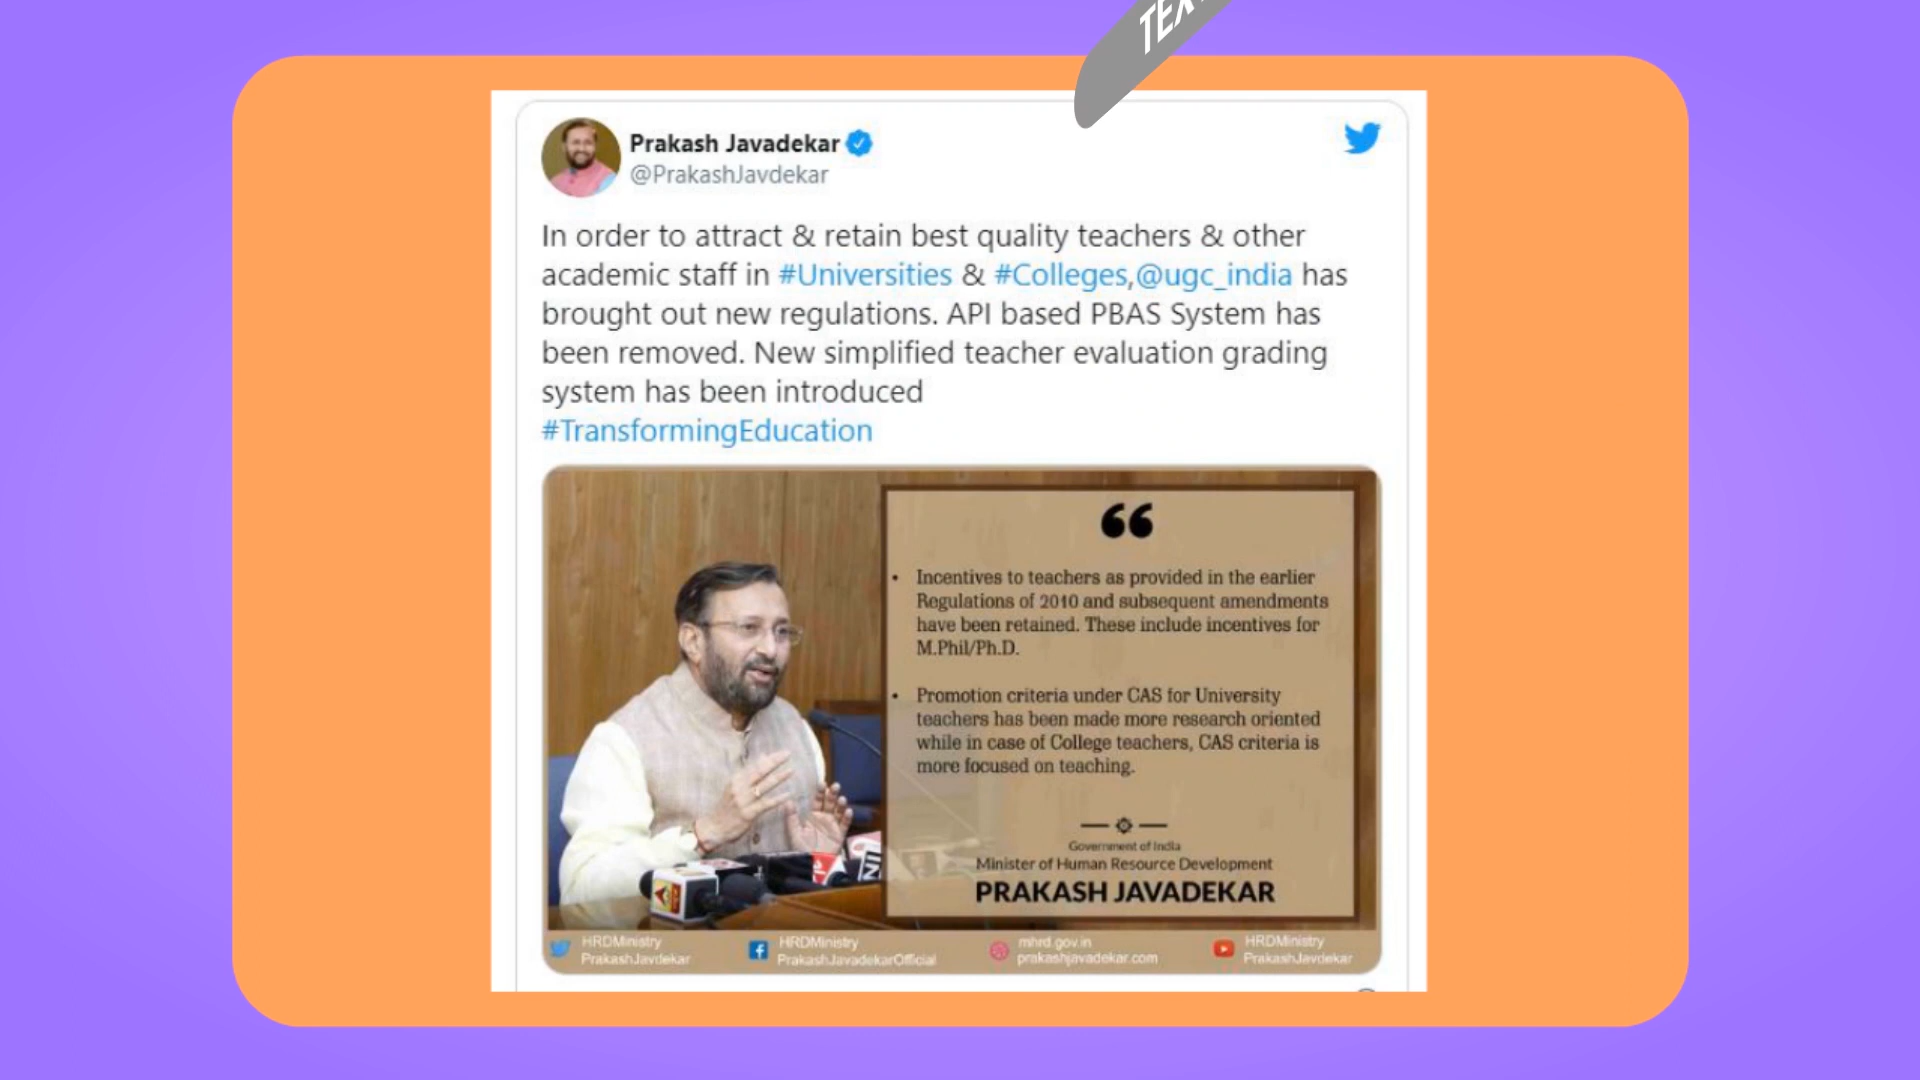 Prakash Javadekar
@PrakashJavdekar
In order to attract & retain best quality teachers & other
academic staff in #Universities & #Colleges,@ugc_india has
brought out new regulations. API based PBAS System has
been removed. New simplified teacher evaluation grading
system has been introduced
#TransformingEducation
“
• Incentives to teachers as provided in the earlier
Regulations of 2010 and subsequent amendments
have been retained. These include incentives for
M.Phil/Ph.D.
• Promotion criteria under CAS for University
teachers has been made more research oriented
while in case of College teachers, CAS criteria is
more focused on teaching.
Government of India
Minister of Human Resource Development
PRAKASH JAVADEKAR
HRDMinistry
PrakashJavdekar
HRDMinistry
PrakashJavadekarOfficial
mhrd.gov.in
prakashjavadekar.com
HRDMinistry
PrakashJavdekar